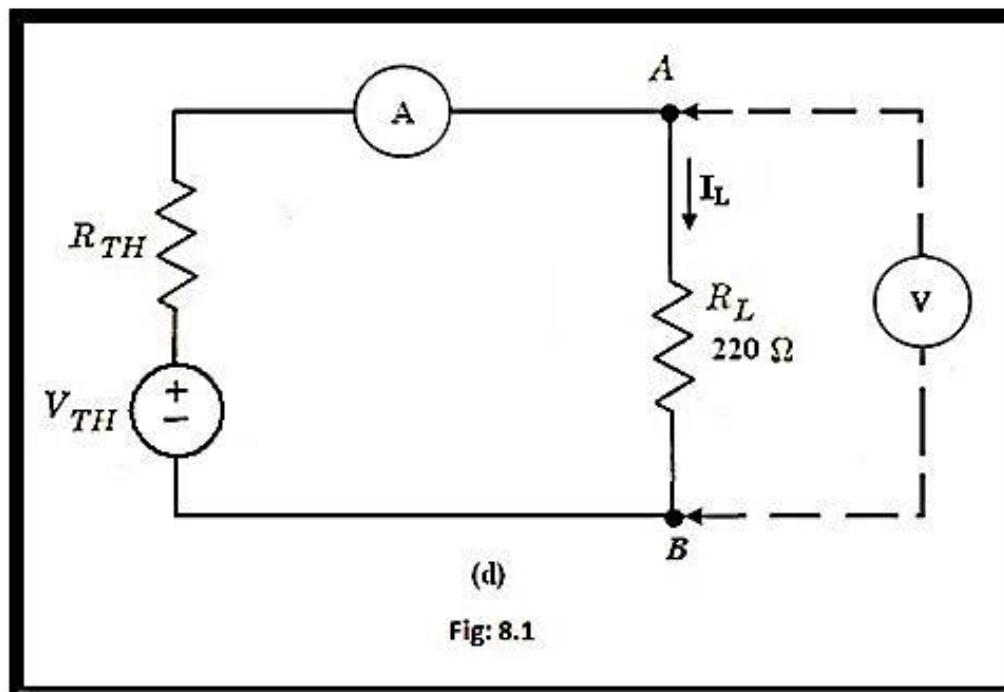 A
A
I_L
R_TH
R_L
220 Ω
V
V_TH
+
−
B
(d)
Fig: 8.1